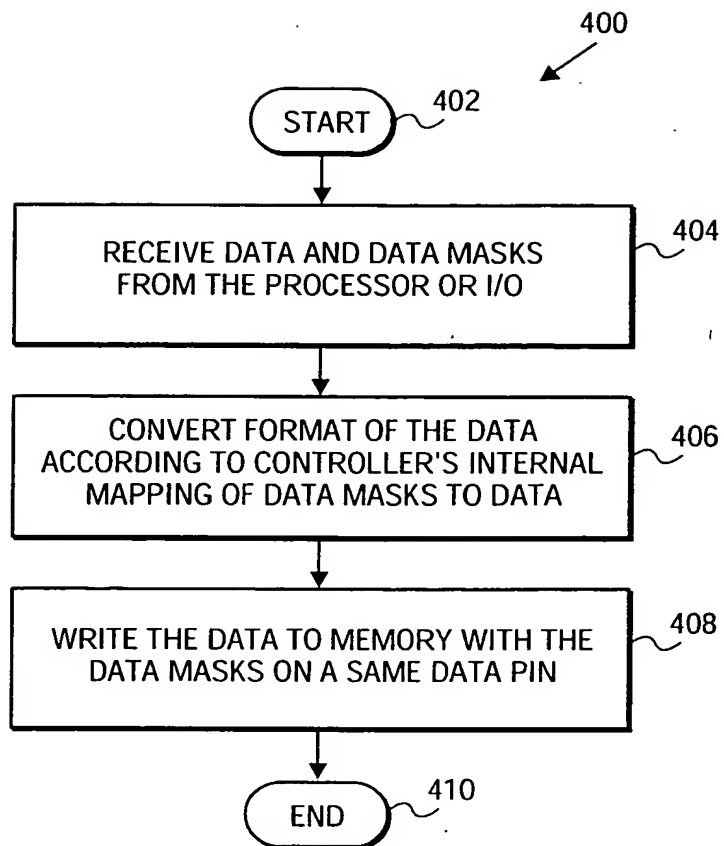 400
START
402
RECEIVE DATA AND DATA MASKS
FROM THE PROCESSOR OR I/O
404
CONVERT FORMAT OF THE DATA
ACCORDING TO CONTROLLER'S INTERNAL
MAPPING OF DATA MASKS TO DATA
406
WRITE THE DATA TO MEMORY WITH THE
DATA MASKS ON A SAME DATA PIN
408
END
410